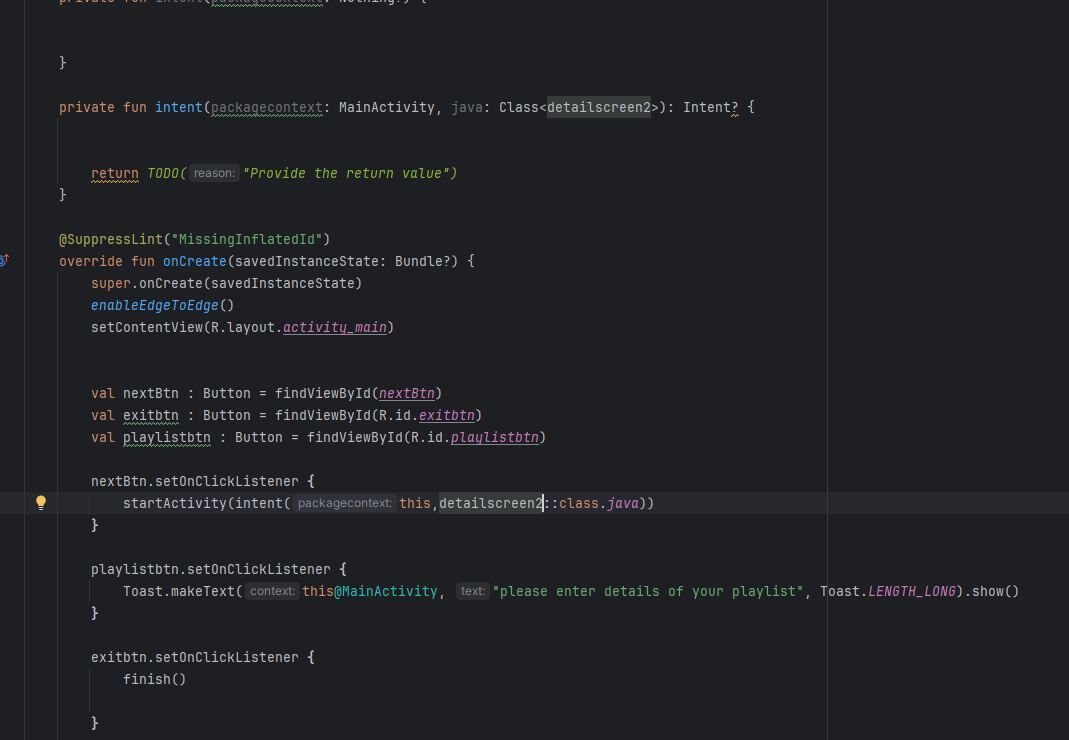 private fun intent(packagecontext: Nothing?) {
}
private fun intent(packagecontext: MainActivity, java: Class<detailscreen2>): Intent? {
return TODO( reason: "Provide the return value")
}
@SuppressLint("MissingInflatedId")
override fun onCreate(savedInstanceState: Bundle?) {
super.onCreate(savedInstanceState)
enableEdgeToEdge()
setContentView(R.layout.activity_main)
val nextBtn : Button = findViewById(nextBtn)
val exitbtn : Button = findViewById(R.id.exitbtn)
val playlistbtn : Button = findViewById(R.id.playlistbtn)
nextBtn.setOnClickListener {
startActivity(intent( packagecontext: this,detailscreen2::class.java))
}
playlistbtn.setOnClickListener {
Toast.makeText( context: this@MainActivity, text: "please enter details of your playlist", Toast.LENGTH_LONG).show()
}
exitbtn.setOnClickListener {
finish()
}